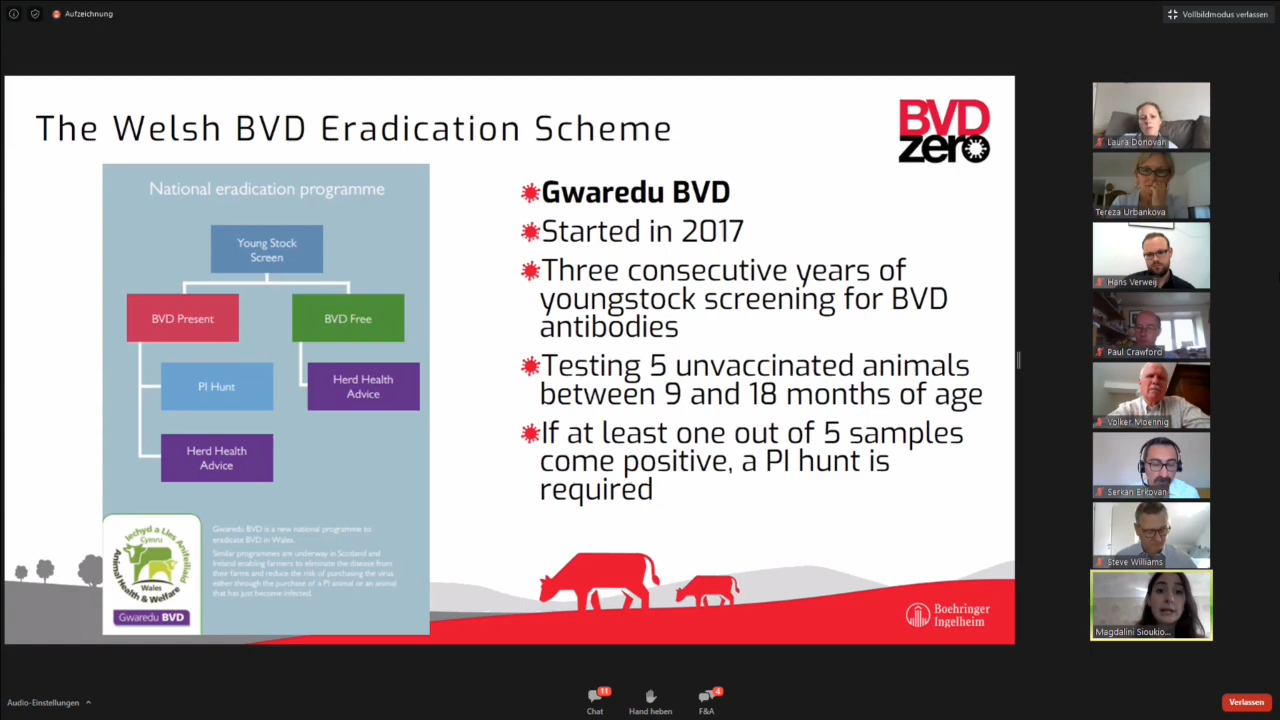 Aufzeichnung
Vollbildmodus verlassen
The Welsh BVD Eradication Scheme
BVD
zero
National eradication programme
Young Stock
Screen
BVD Present
BVD Free
PI Hunt
Herd Health
Advice
Herd Health
Advice
Iechyd a Lles Anifeiliaid
Cymru
Wales
Animal Health & Welfare
Gwaredu BVD
Gwaredu BVD is a new national programme to
eradicate BVD in Wales.
Similar programmes are underway in Scotland and
Ireland enabling farmers to eliminate the disease from
their farms and reduce the risk of purchasing the virus
either through the purchase of a PI animal or an animal
that has just become infected.
Gwaredu BVD
Started in 2017
Three consecutive years of
youngstock screening for BVD
antibodies
Testing 5 unvaccinated animals
between 9 and 18 months of age
If at least one out of 5 samples
come positive, a PI hunt is
required
Boehringer
Ingelheim
Laura Donovan
Tereza Urbankova
Hans Verweij
Paul Crawford
Volker Moennig
Serkan Erkovan
Steve Williams
Magdalini Sioukio...
Audio-Einstellungen
11
Chat
Hand heben
4
F&A
Verlassen